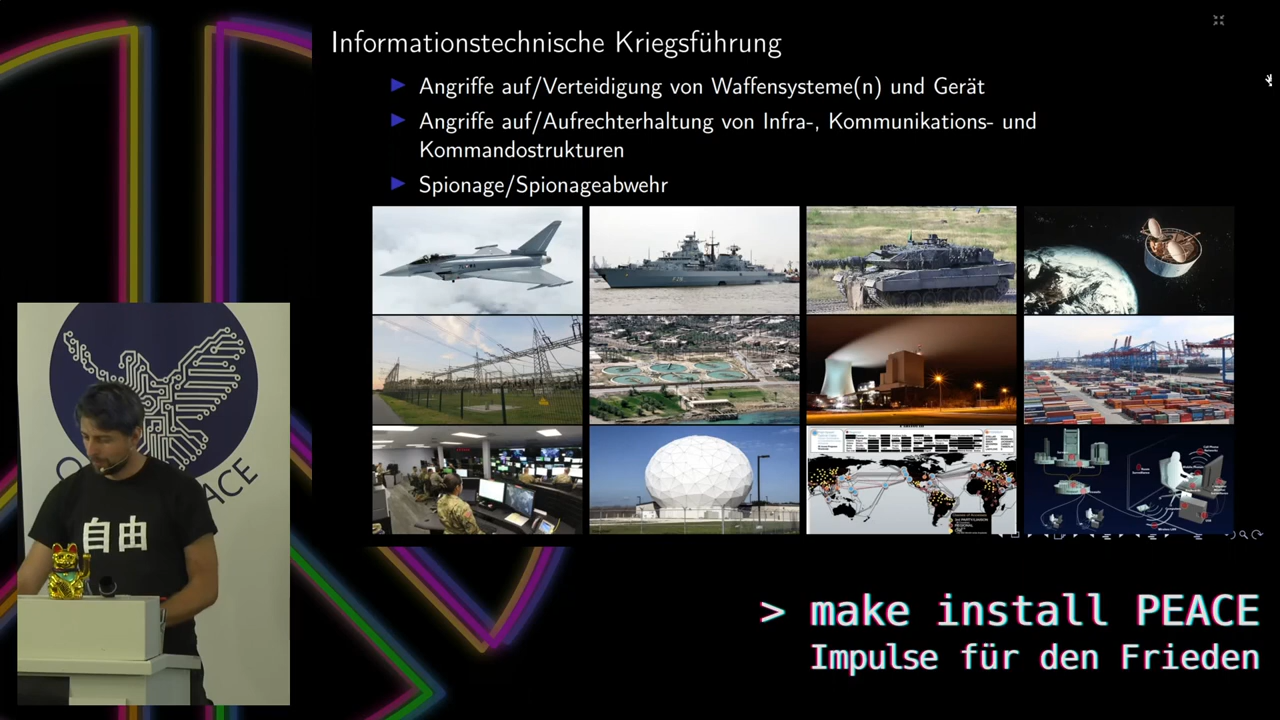 Informationstechnische Kriegsführung
Angriffe auf/Verteidigung von Waffensysteme(n) und Gerät
Angriffe auf/Aufrechterhaltung von Infra-, Kommunikations- und
Kommandostrukturen
Spionage/Spionageabwehr
自由
ACE
> make install PEACE
Impulse für den Frieden